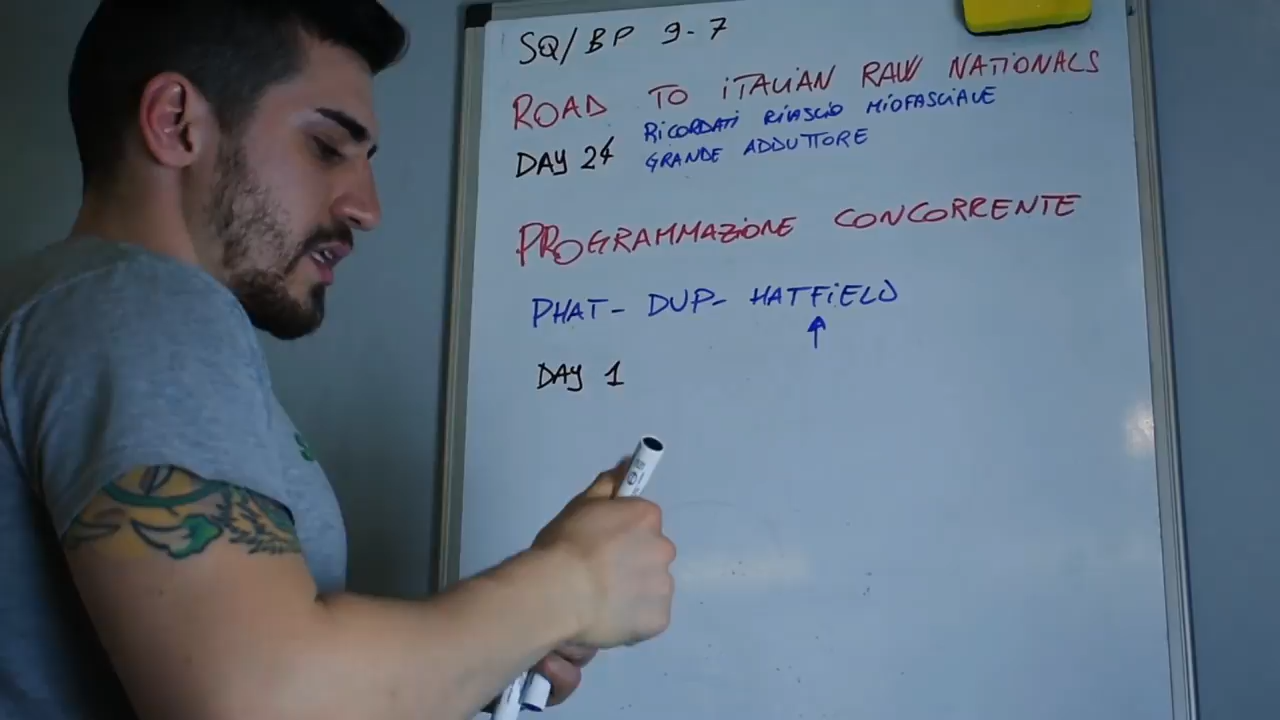 SQ/BP 9-7
ROAD TO iTALiAN RAW NATiONALS
RiCORDATi RiLASCiO MiOFASCiALE
DAY 24 GRANDE ADDUTTORE
PROGRAMMAZiONE CONCORRENTE
PHAT- DUP- HATFiELD
DAY 1